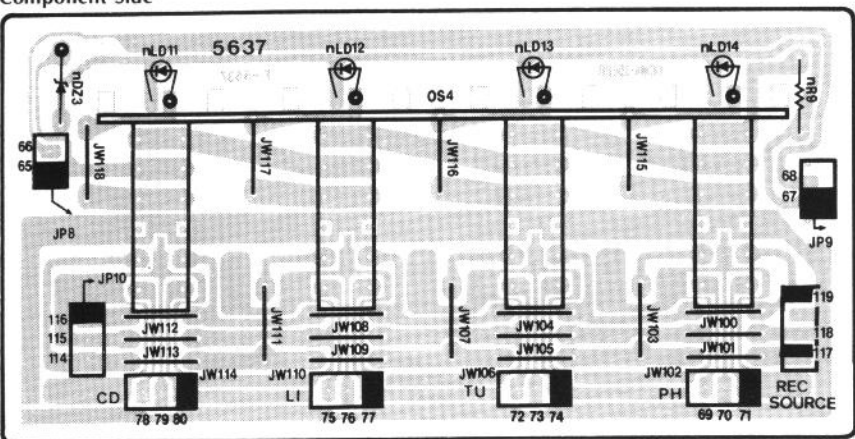 Component Side
nLD11
5637
nLD12
nLD13
nLD14
nDZ3
OS4
nR9
66
65
JW118
JW117
JW116
JW115
68
67
JP8
JP9
JP10
116
115
114
JW111
JW107
JW103
119
118
117
JW112
JW108
JW104
JW100
JW113
JW109
JW105
JW101
JW114
JW110
JW106
JW102
CD
LI
TU
PH
REC
SOURCE
78 79 80
75 76 77
72 73 74
69 70 71